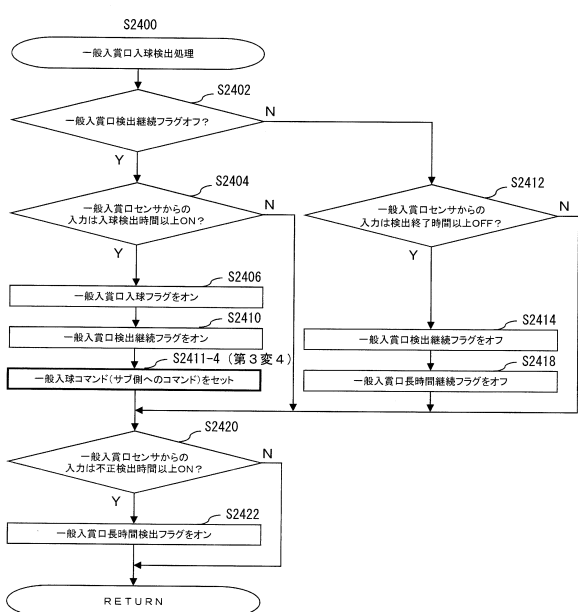 S2400
一般入賞口入球検出処理
S2402
一般入賞口検出継続フラグオフ？
N
Y
S2404
一般入賞口センサからの
入力は入球検出時間以上ON？
N
Y
S2412
一般入賞口センサからの
入力は検出終了時間以上OFF？
N
Y
S2406
一般入賞口入球フラグをオン
S2410
一般入賞口検出継続フラグをオン
S2411-4 (第３変４)
一般入球コマンド(サブ側へのコマンド)をセット
S2414
一般入賞口検出継続フラグをオフ
S2418
一般入賞口長時間継続フラグをオフ
S2420
一般入賞口センサからの
入力は不正検出時間以上ON？
N
Y
S2422
一般入賞口長時間検出フラグをオン
RETURN